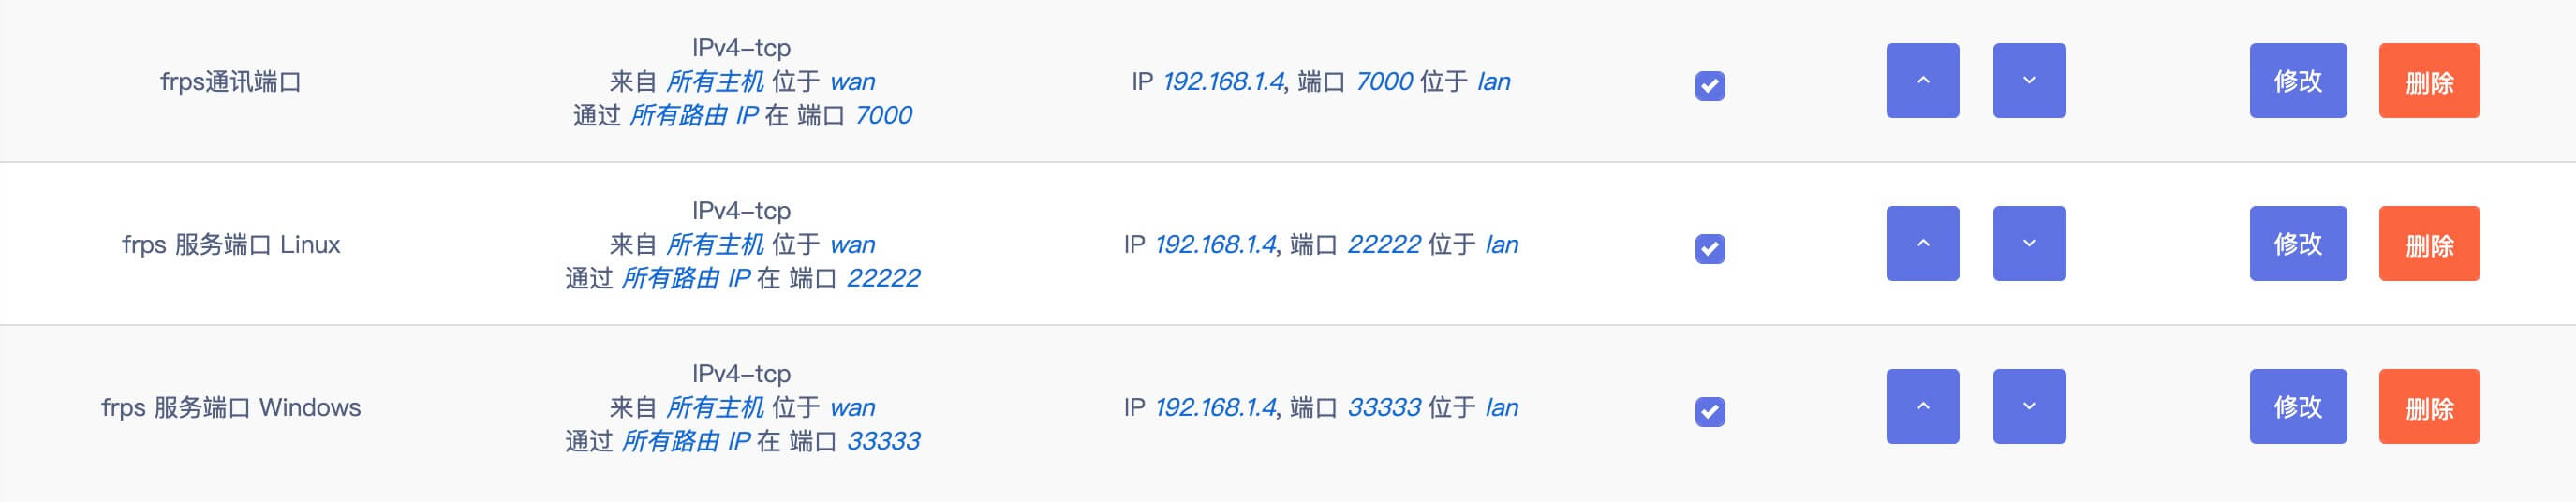 frps通讯端口
IPv4-tcp
来自 所有主机 位于 wan
通过 所有路由 IP 在 端口 7000
IP 192.168.1.4, 端口 7000 位于 lan
修改
删除
frps 服务端口 Linux
IPv4-tcp
来自 所有主机 位于 wan
通过 所有路由 IP 在 端口 22222
IP 192.168.1.4, 端口 22222 位于 lan
修改
删除
frps 服务端口 Windows
IPv4-tcp
来自 所有主机 位于 wan
通过 所有路由 IP 在 端口 33333
IP 192.168.1.4, 端口 33333 位于 lan
修改
删除